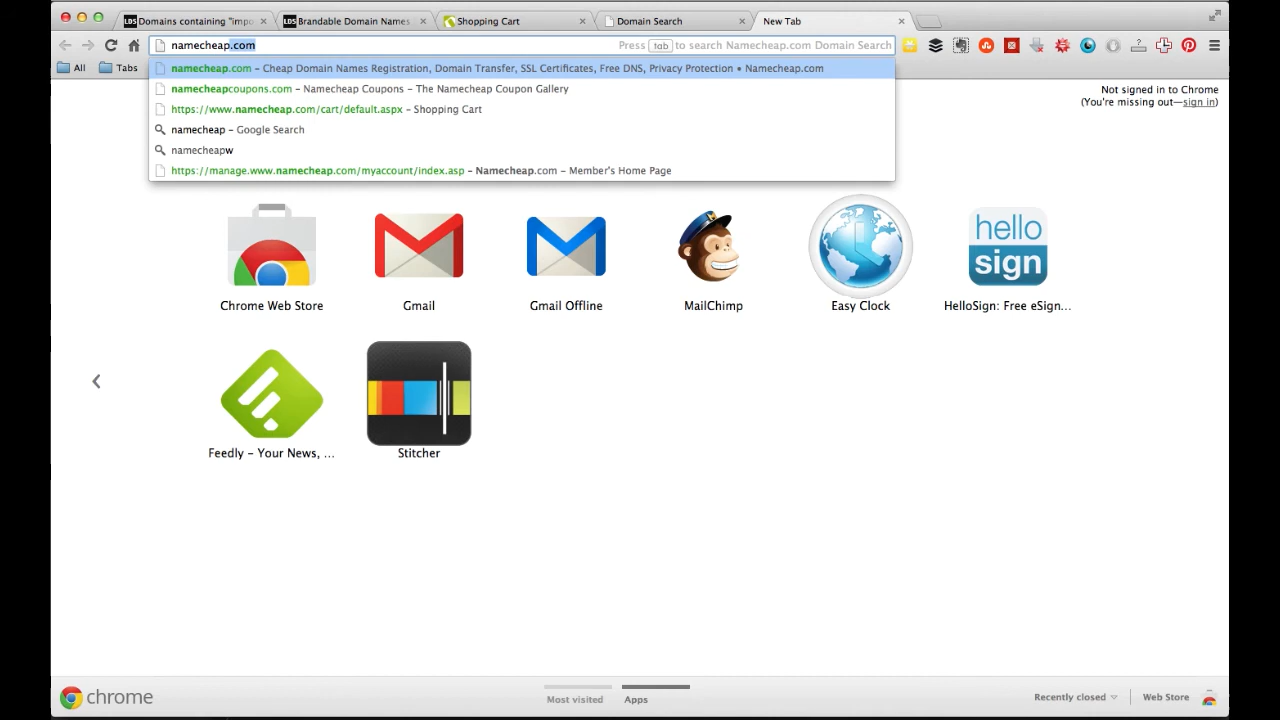 LDS Domains containing "impo
LDS Brandable Domain Names
Shopping Cart
Domain Search
New Tab
namecheap.com
Press tab to search Namecheap.com Domain Search
All
Tabs
namecheap.com – Cheap Domain Names Registration, Domain Transfer, SSL Certificates, Free DNS, Privacy Protection • Namecheap.com
namecheapcoupons.com – Namecheap Coupons – The Namecheap Coupon Gallery
https://www.namecheap.com/cart/default.aspx – Shopping Cart
namecheap – Google Search
namecheapw
https://manage.www.namecheap.com/myaccount/index.asp – Namecheap.com – Member's Home Page
Not signed in to Chrome
(You're missing out—sign in)
hello
sign
Chrome Web Store
Gmail
Gmail Offline
MailChimp
Easy Clock
HelloSign: Free eSign...
Feedly – Your News, ...
Stitcher
chrome
Most visited
Apps
Recently closed
Web Store